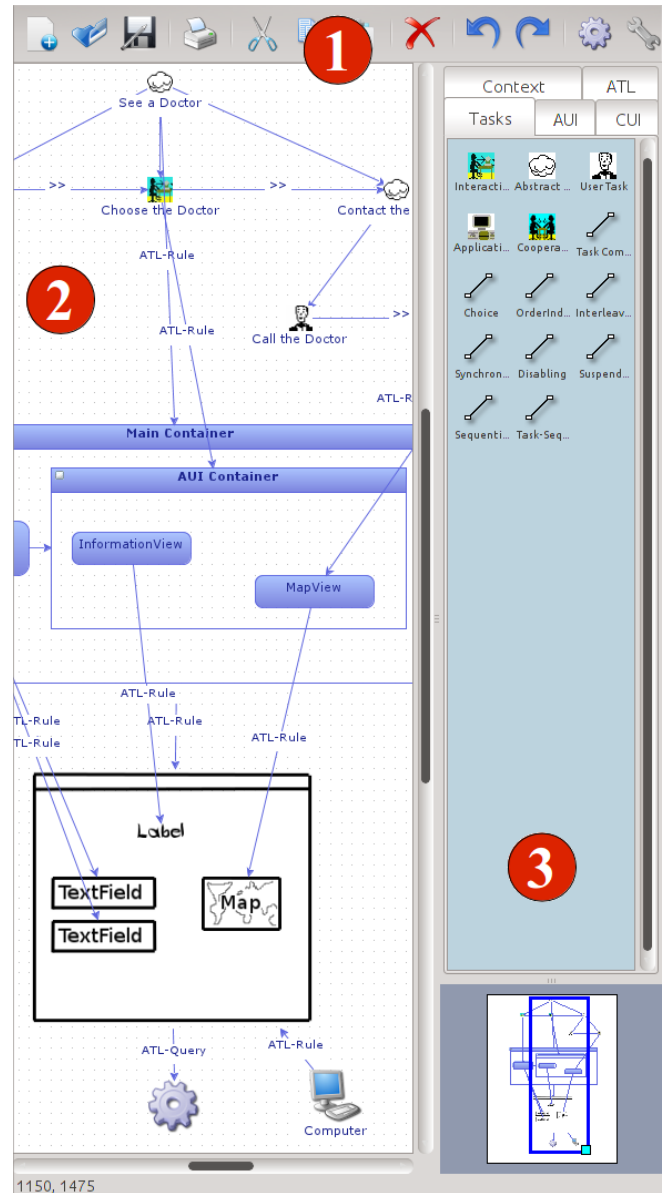 1
See a Doctor
>>
>>
Choose the Doctor
Contact the
ATL-Rule
ATL-Rule
Call the Doctor
>>
ATL-R
Main Container
AUI Container
InformationView
MapView
ATL-Rule
TL-Rule
ATL-Rule
TL-Rule
ATL-Rule
Label
TextField
Map
TextField
ATL-Query
ATL-Rule
Computer
1150, 1475
2
Context
ATL
Tasks
AUI
CUI
Interacti...
Abstract ...
UserTask
Applicati...
Coopera...
Task Com...
Choice
OrderInd...
Interleav...
Synchron...
Disabling
Suspend...
Sequenti...
Task-Seq...
3